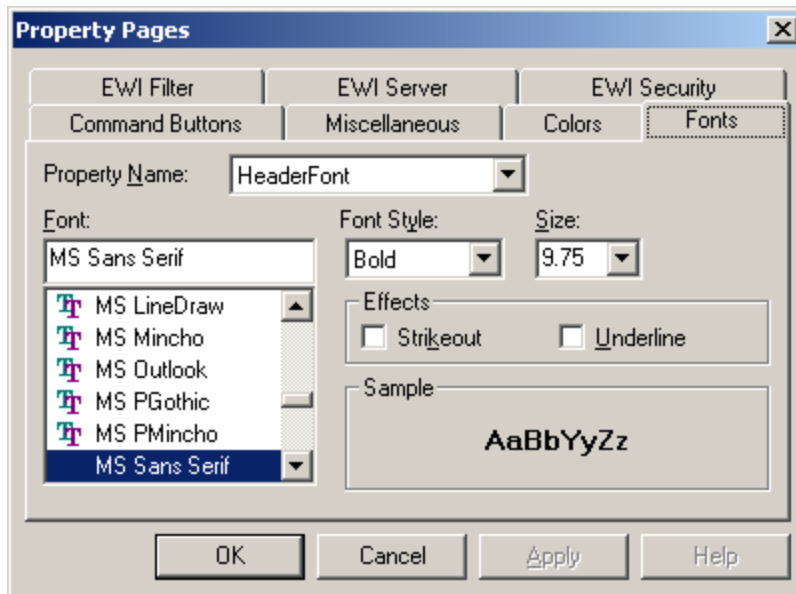 Property Pages
EWI Filter EWI Server EWI Security
Command Buttons Miscellaneous Colors Fonts
Property Name: HeaderFont
Font: Font Style: Size:
MS Sans Serif Bold 9.75
MS LineDraw
MS Mincho
MS Outlook
MS PGothic
MS PMincho
MS Sans Serif
Effects
Strikeout Underline
Sample
AaBbYyZz
OK Cancel Apply Help